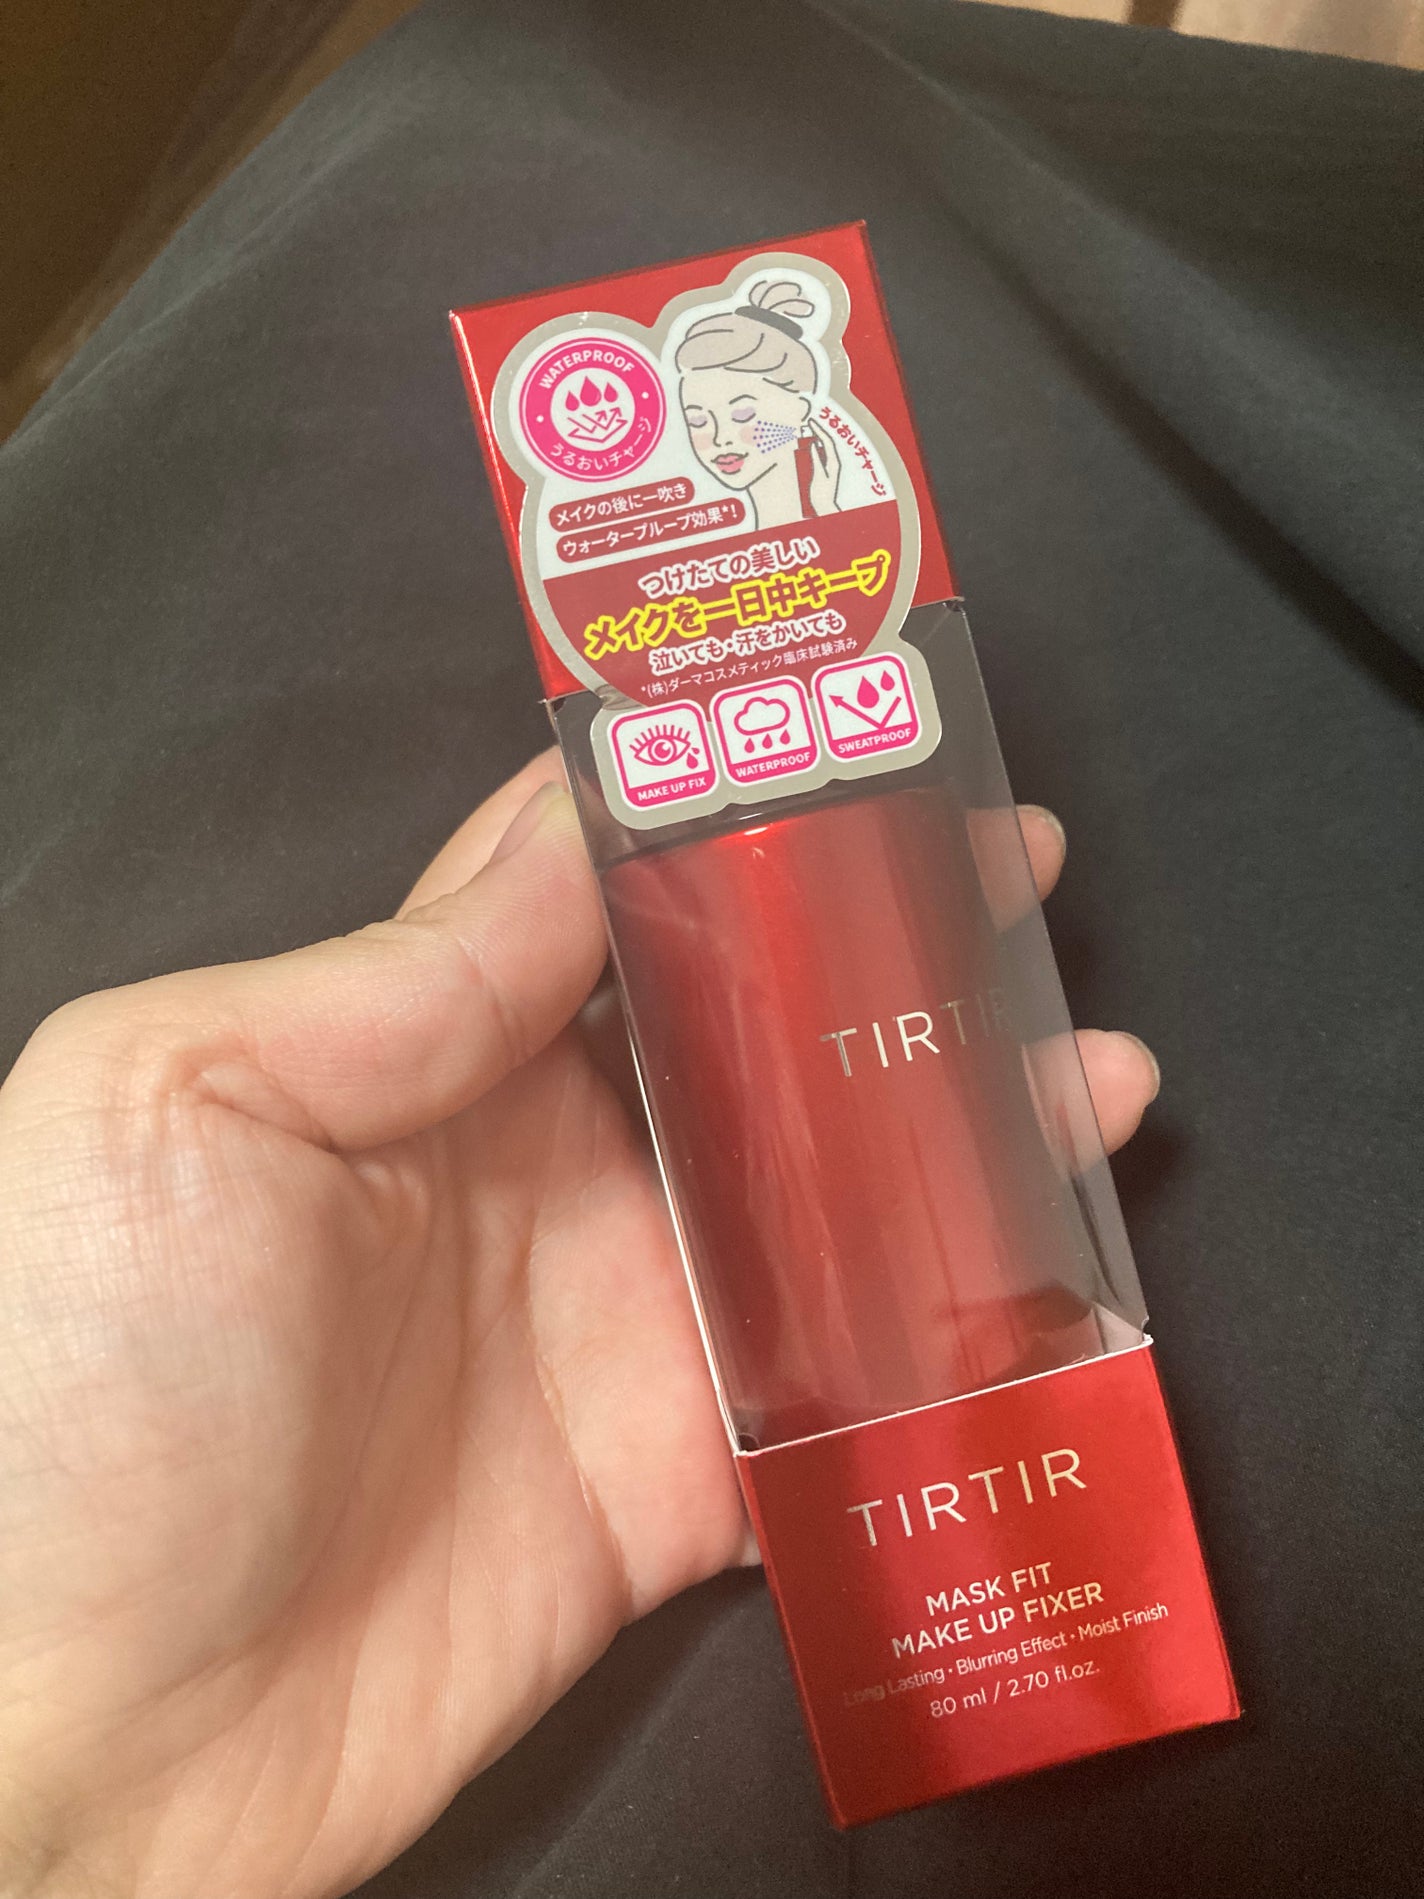 WATERPROOF
うるおいチャージ
うるおいチャージ
メイクの後に一吹き
ウォータープルーフ効果*!
つけたての美しい
メイクを一日中キープ
泣いても・汗をかいても
*(株)ダーマコスメティック臨床試験済み
MAKE UP FIX
WATERPROOF
SWEATPROOF
TIRTIR
TIRTIR
MASK FIT
MAKE UP FIXER
Long Lasting · Blurring Effect · Moist Finish
80 ml / 2.70 fl.oz.